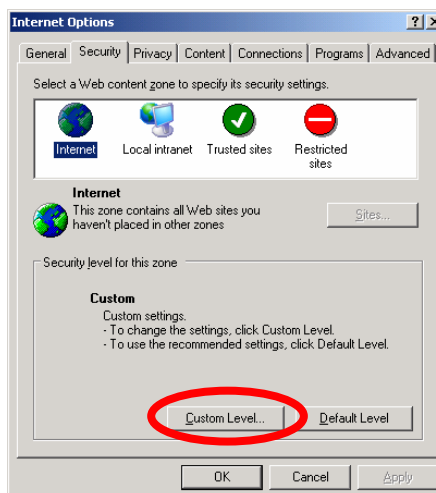 Internet Options
General Security Privacy Content Connections Programs Advanced
Select a Web content zone to specify its security settings.
Internet Local intranet Trusted sites Restricted
sites
Internet
This zone contains all Web sites you
haven't placed in other zones
Sites...
Security level for this zone
Custom
Custom settings.
- To change the settings, click Custom Level.
- To use the recommended settings, click Default Level.
Custom Level... Default Level
OK Cancel Apply